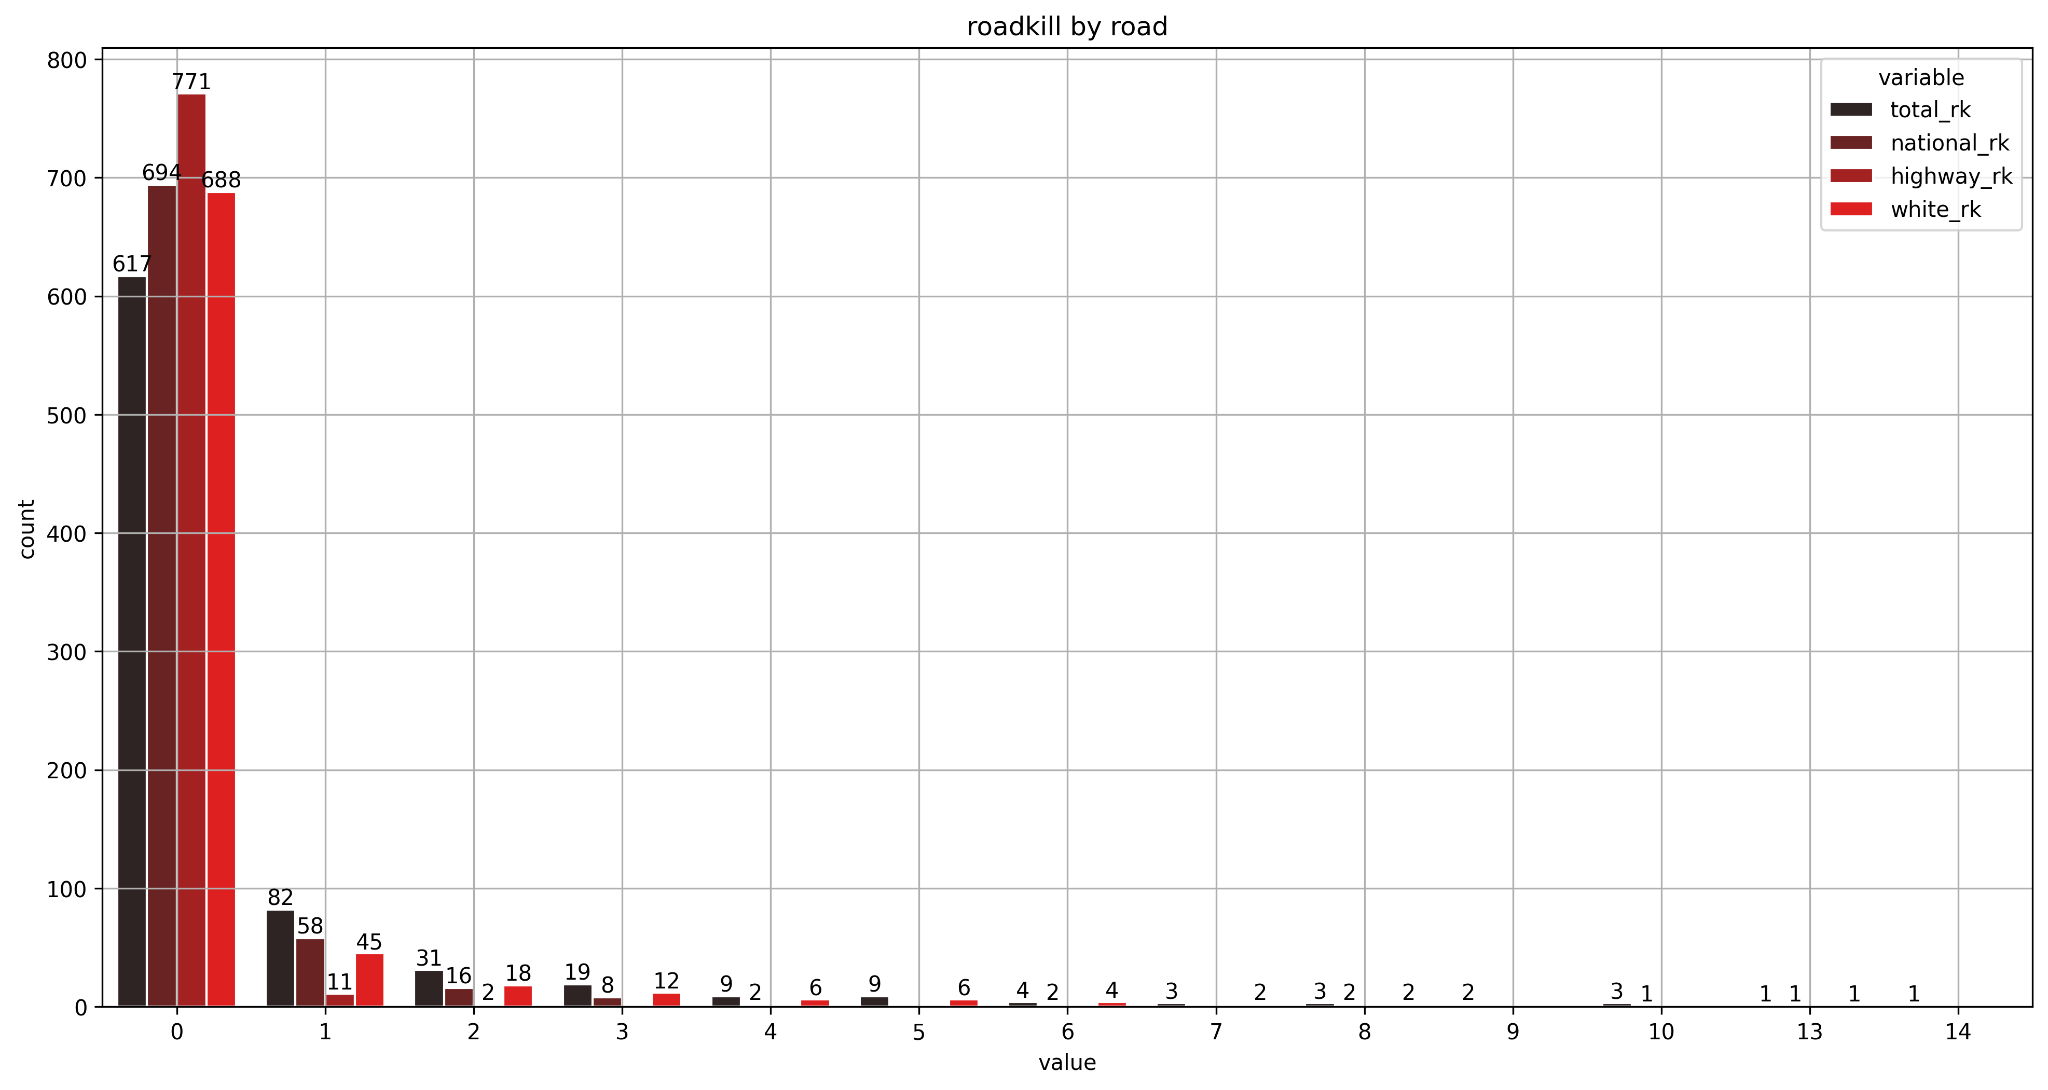 roadkill by road
variable
total_rk
national_rk
highway_rk
white_rk
count
800
700
600
500
400
300
200
100
0
617 694 771 688
82 58 11 45
31 16 2 18
19 8 12
9 2 6
9 6
4 2 4
3 2
3 2 2
2
3 1
1 1 1
1
0 1 2 3 4 5 6 7 8 9 10 13 14
value